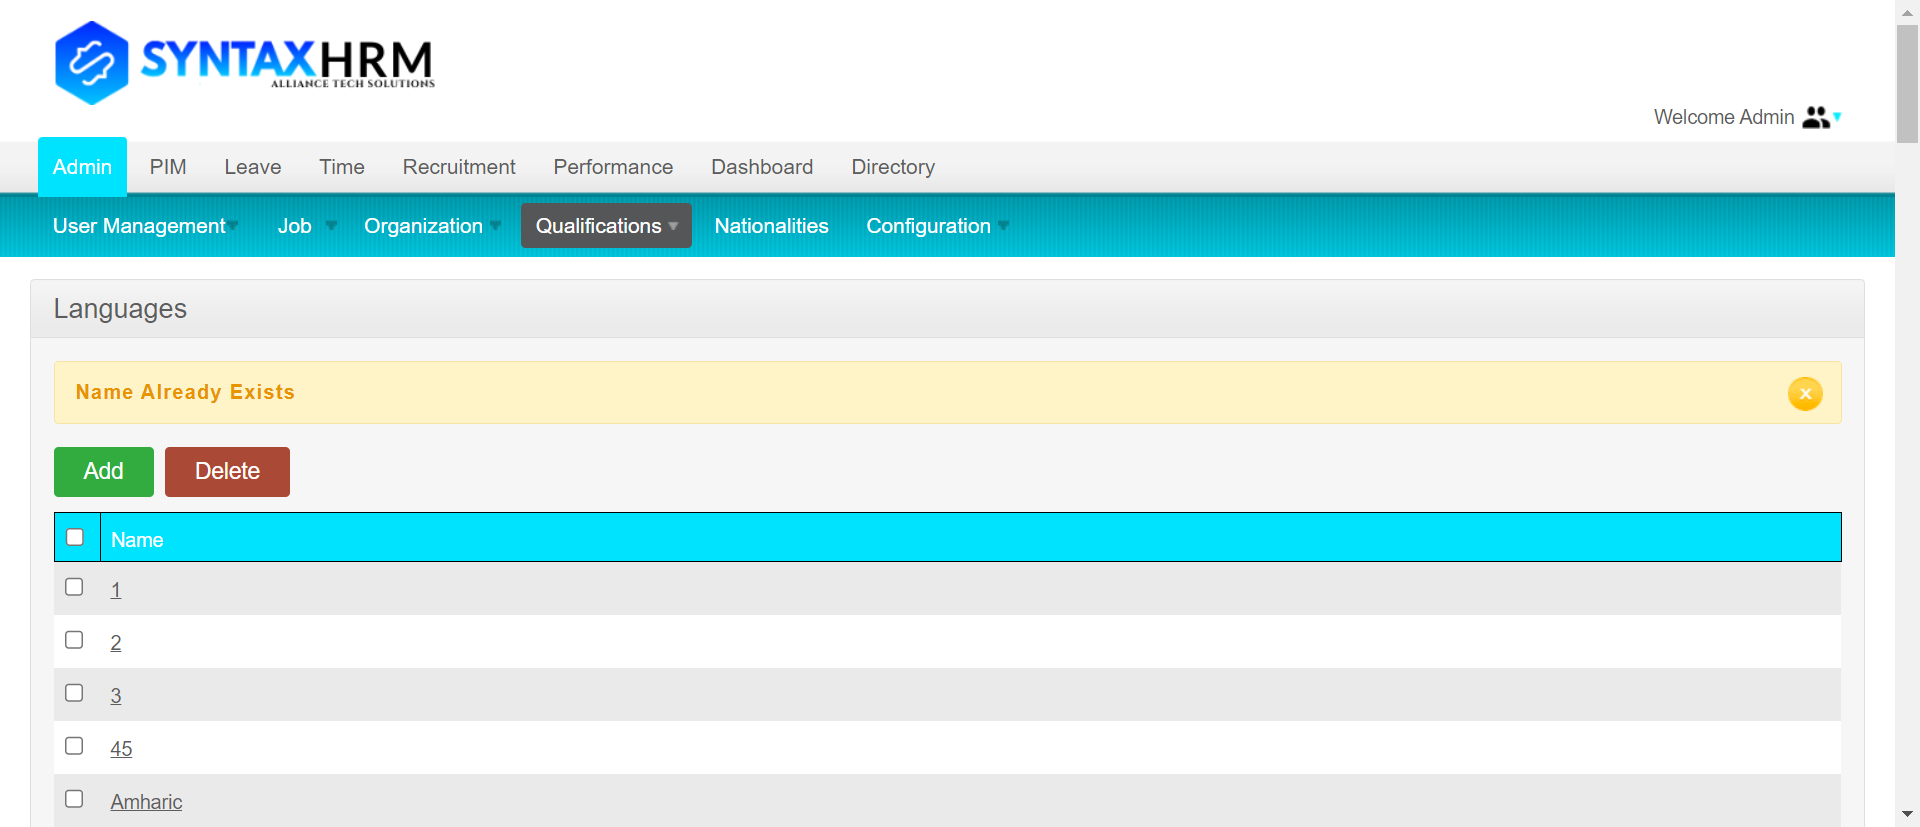 SYNTAXHRM
ALLIANCE TECH SOLUTIONS
Welcome Admin
Admin PIM Leave Time Recruitment Performance Dashboard Directory
User Management Job Organization Qualifications Nationalities Configuration
Languages
Name Already Exists
Add Delete
Name
1
2
3
45
Amharic